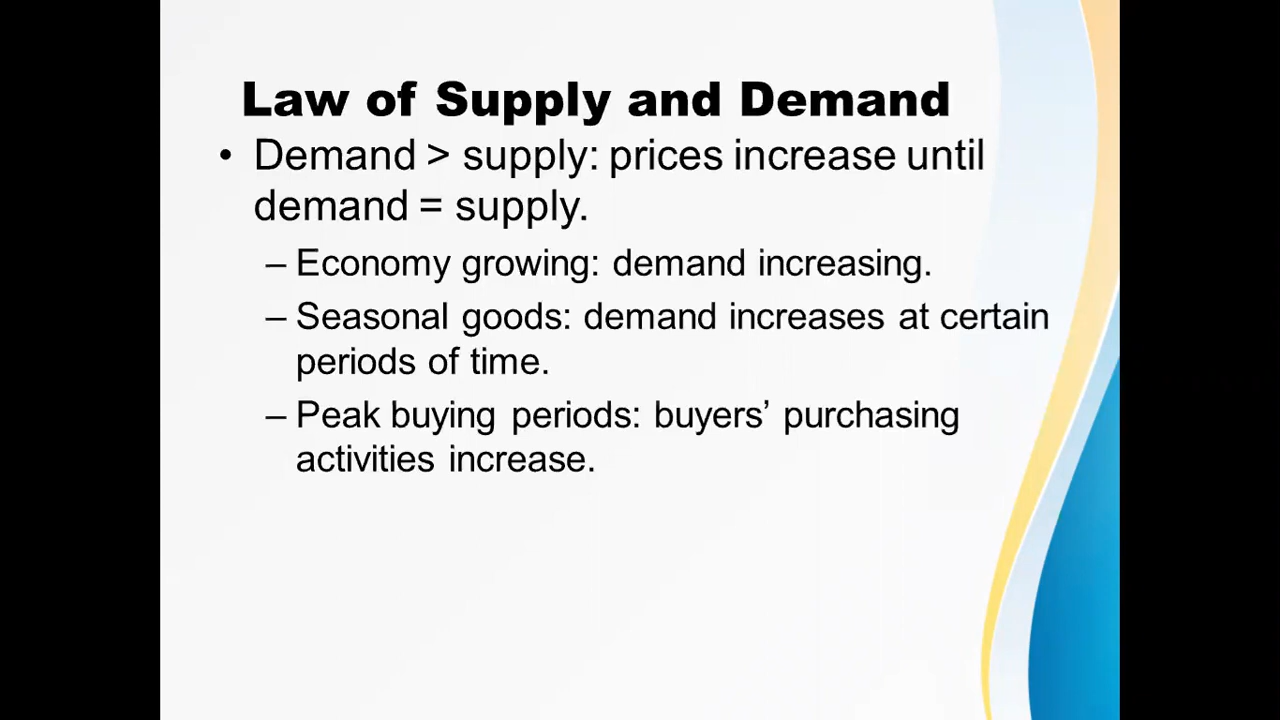 Law of Supply and Demand
• Demand > supply: prices increase until
demand = supply.
– Economy growing: demand increasing.
– Seasonal goods: demand increases at certain
periods of time.
– Peak buying periods: buyers’ purchasing
activities increase.